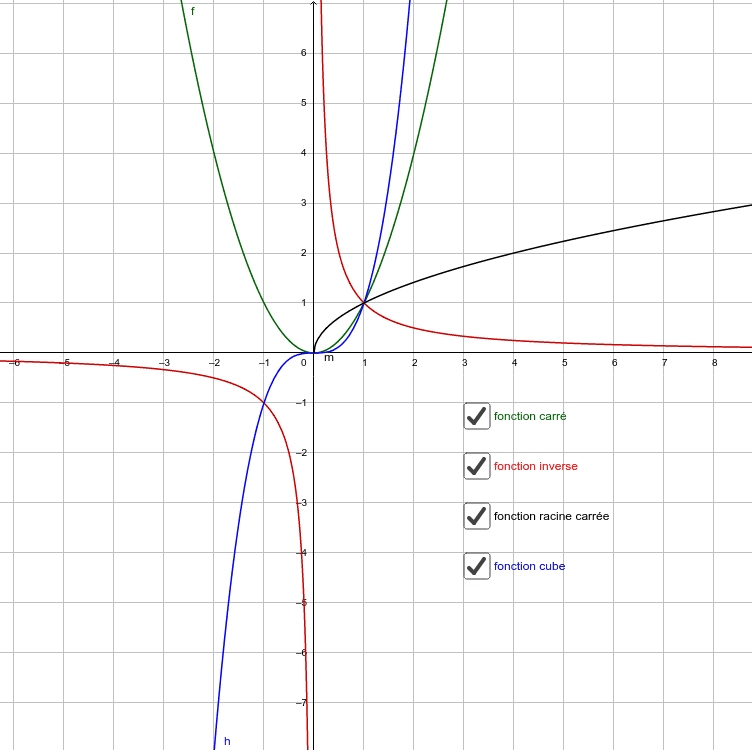 f
6
5
4
3
2
1
−6 −5 −4 −3 −2 −1 0 m 1 2 3 4 5 6 7 8
−1
fonction carré
−2
fonction inverse
−3
fonction racine carrée
−4
fonction cube
−5
−6
−7
h